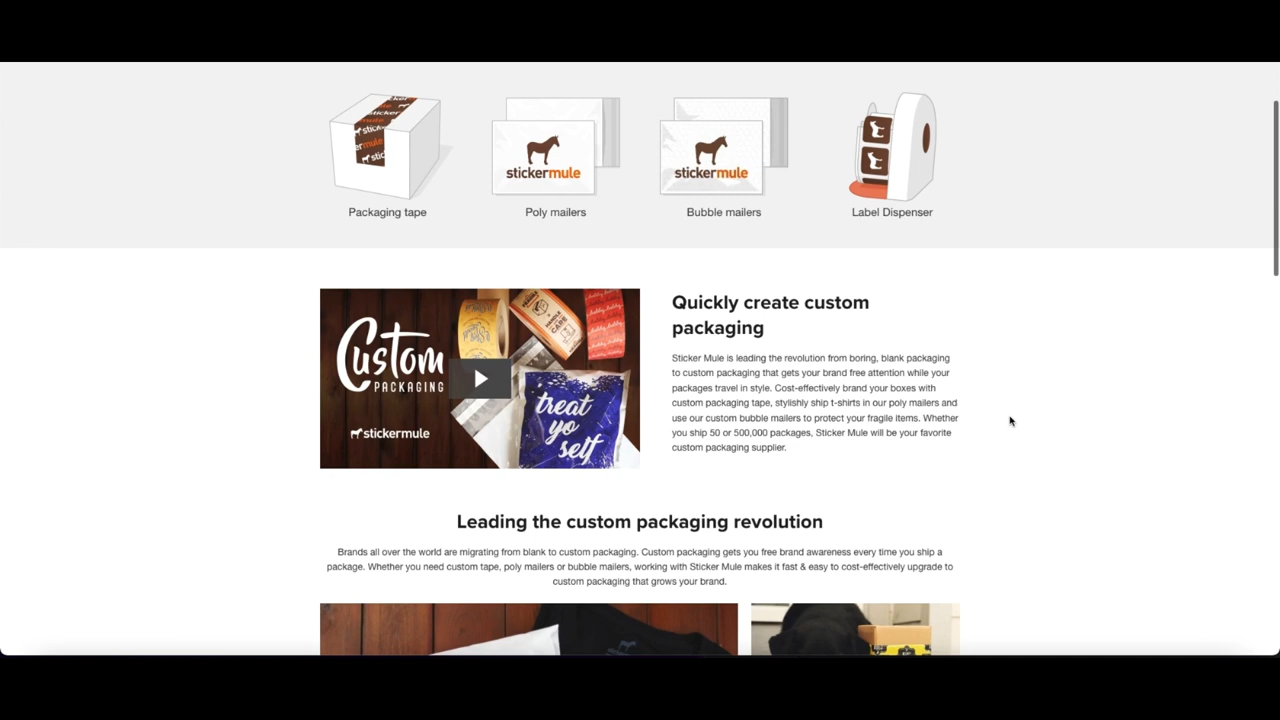 sticker
stickermule
stickermule
Packaging tape
Poly mailers
Bubble mailers
Label Dispenser
Custom
PACKAGING
stickermule
HANDLE
CARE
treat
yo
self
Quickly create custom
packaging
Sticker Mule is leading the revolution from boring, blank packaging
to custom packaging that gets your brand free attention while your
packages travel in style. Cost-effectively brand your boxes with
custom packaging tape, stylishly ship t-shirts in our poly mailers and
use our custom bubble mailers to protect your fragile items. Whether
you ship 50 or 500,000 packages, Sticker Mule will be your favorite
custom packaging supplier.
Leading the custom packaging revolution
Brands all over the world are migrating from blank to custom packaging. Custom packaging gets you free brand awareness every time you ship a
package. Whether you need custom tape, poly mailers or bubble mailers, working with Sticker Mule makes it fast & easy to cost-effectively upgrade to
custom packaging that grows your brand.